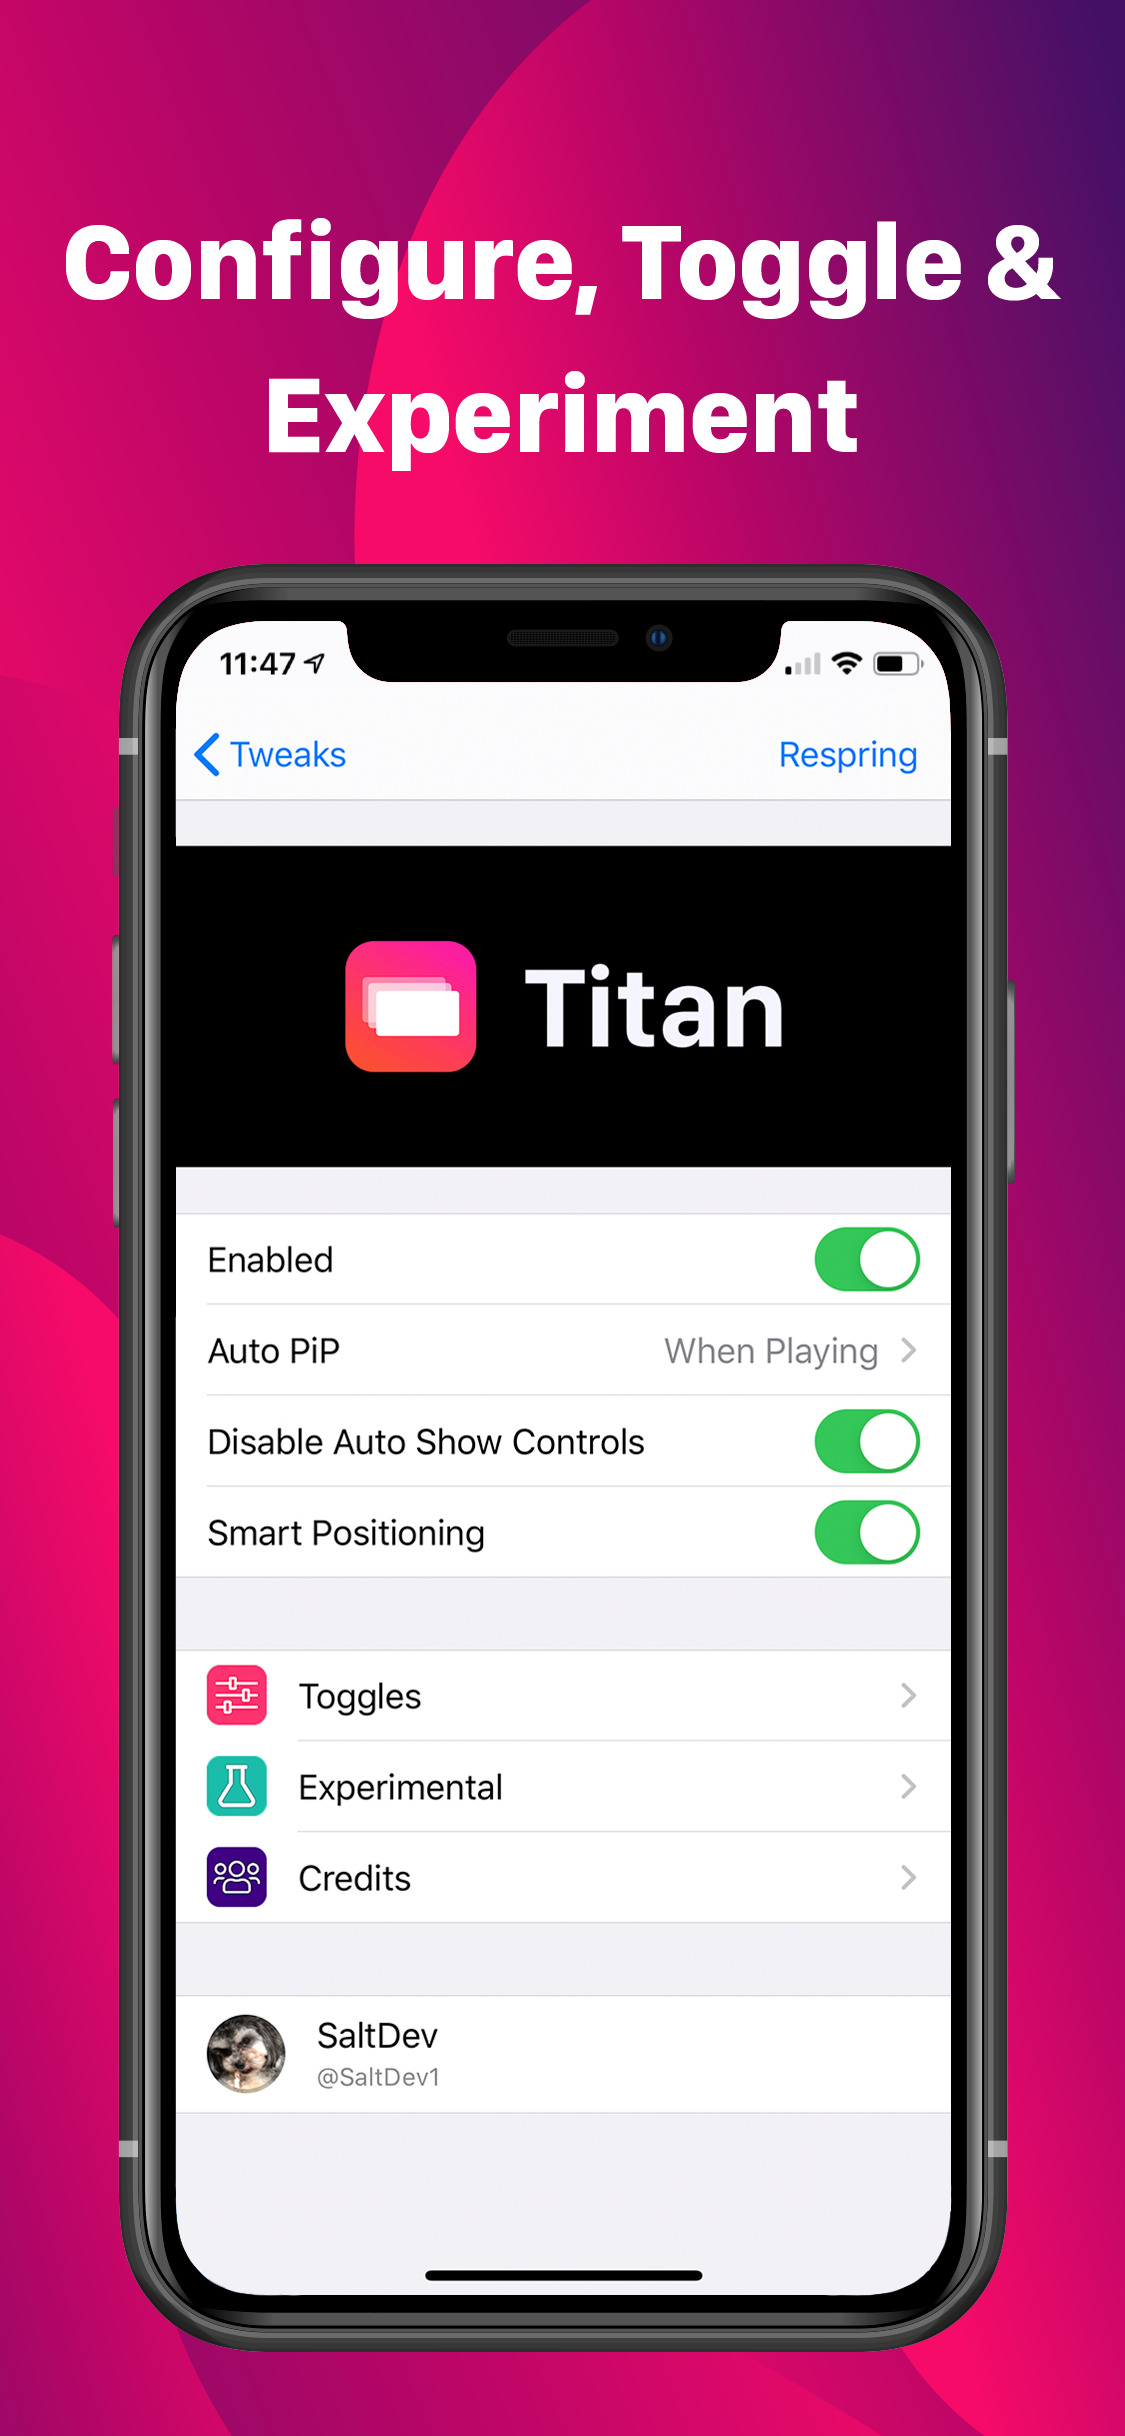 Configure, Toggle &
Experiment
11:47
Tweaks
Respring
Titan
Enabled
Auto PiP
When Playing
Disable Auto Show Controls
Smart Positioning
Toggles
Experimental
Credits
SaltDev
@SaltDev1